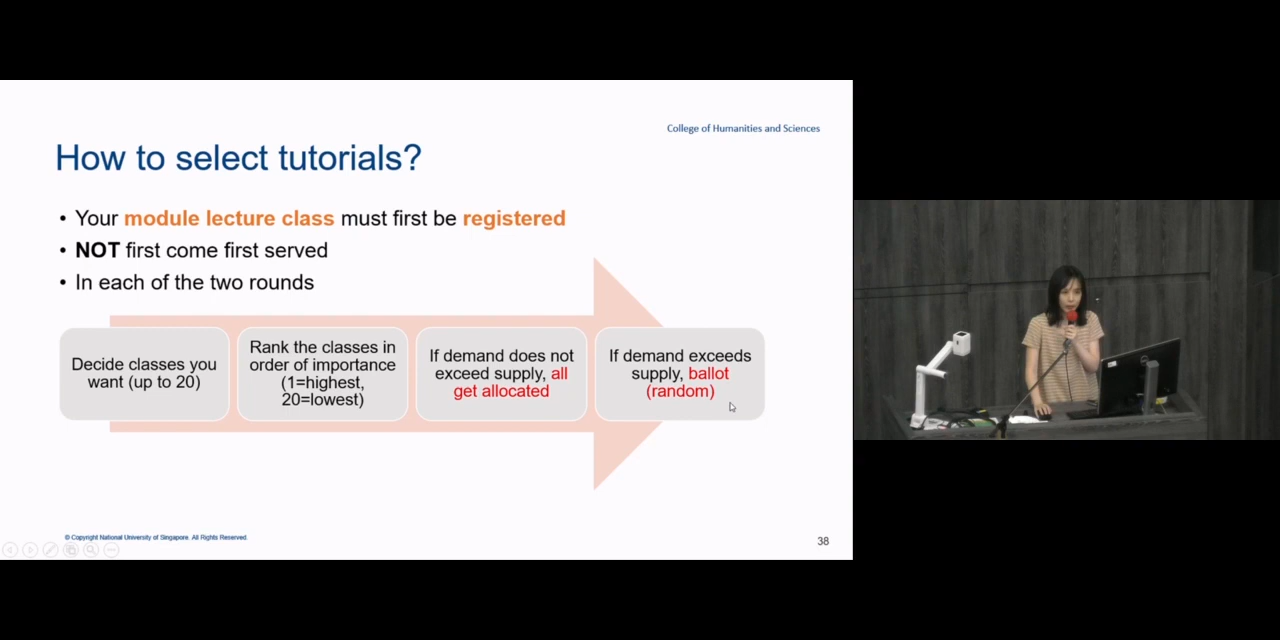 College of Humanities and Sciences
How to select tutorials?
• Your module lecture class must first be registered
• NOT first come first served
• In each of the two rounds
Decide classes you
want (up to 20)
Rank the classes in
order of importance
(1=highest,
20=lowest)
If demand does not
exceed supply, all
get allocated
If demand exceeds
supply, ballot
(random)
© Copyright National University of Singapore. All Rights Reserved.
38